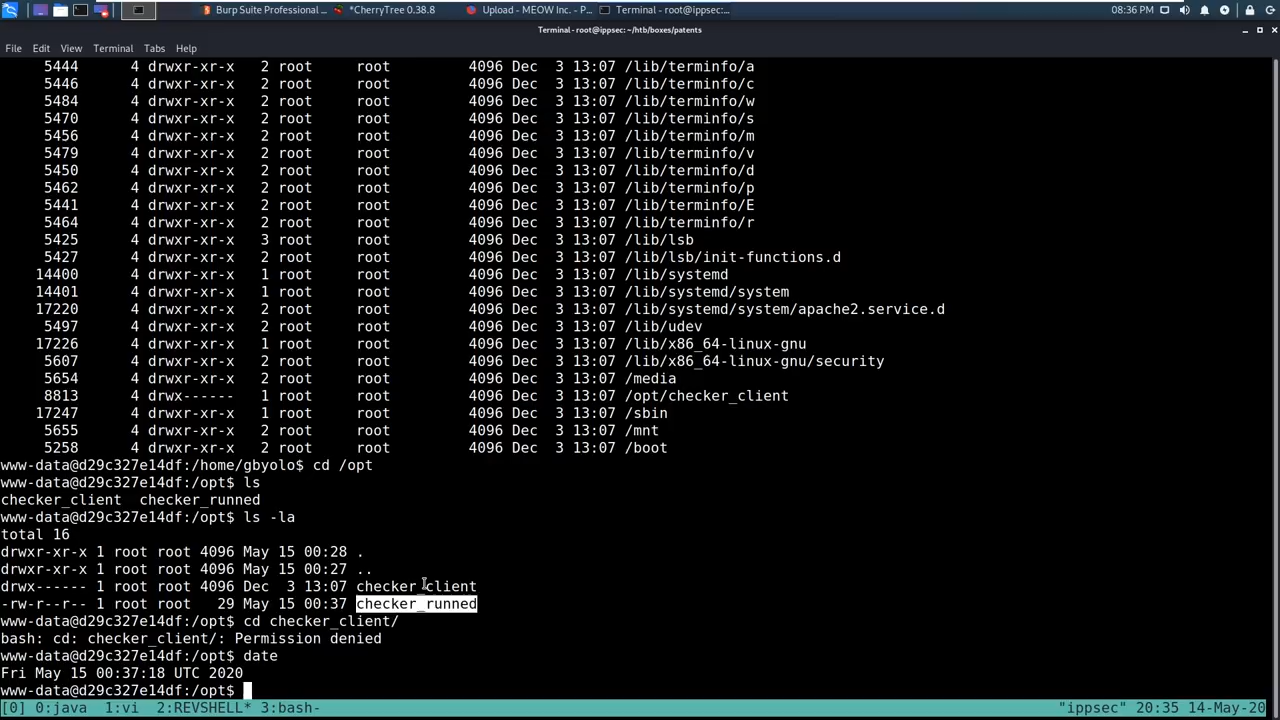 Burp Suite Professional ... *CherryTree 0.38.8 Upload - MEOW Inc. - P... Terminal - root@ippsec:... 08:36 PM
Terminal - root@ippsec: ~/htb/boxes/patents
File Edit View Terminal Tabs Help
5444 4 drwxr-xr-x 2 root root 4096 Dec 3 13:07 /lib/terminfo/a
5446 4 drwxr-xr-x 2 root root 4096 Dec 3 13:07 /lib/terminfo/c
5484 4 drwxr-xr-x 2 root root 4096 Dec 3 13:07 /lib/terminfo/w
5470 4 drwxr-xr-x 2 root root 4096 Dec 3 13:07 /lib/terminfo/s
5456 4 drwxr-xr-x 2 root root 4096 Dec 3 13:07 /lib/terminfo/m
5479 4 drwxr-xr-x 2 root root 4096 Dec 3 13:07 /lib/terminfo/v
5450 4 drwxr-xr-x 2 root root 4096 Dec 3 13:07 /lib/terminfo/d
5462 4 drwxr-xr-x 2 root root 4096 Dec 3 13:07 /lib/terminfo/p
5441 4 drwxr-xr-x 2 root root 4096 Dec 3 13:07 /lib/terminfo/E
5464 4 drwxr-xr-x 2 root root 4096 Dec 3 13:07 /lib/terminfo/r
5425 4 drwxr-xr-x 3 root root 4096 Dec 3 13:07 /lib/lsb
5427 4 drwxr-xr-x 2 root root 4096 Dec 3 13:07 /lib/lsb/init-functions.d
14400 4 drwxr-xr-x 1 root root 4096 Dec 3 13:07 /lib/systemd
14401 4 drwxr-xr-x 1 root root 4096 Dec 3 13:07 /lib/systemd/system
17220 4 drwxr-xr-x 2 root root 4096 Dec 3 13:07 /lib/systemd/system/apache2.service.d
5497 4 drwxr-xr-x 2 root root 4096 Dec 3 13:07 /lib/udev
17226 4 drwxr-xr-x 1 root root 4096 Dec 3 13:07 /lib/x86_64-linux-gnu
5607 4 drwxr-xr-x 2 root root 4096 Dec 3 13:07 /lib/x86_64-linux-gnu/security
5654 4 drwxr-xr-x 2 root root 4096 Dec 3 13:07 /media
8813 4 drwx------ 1 root root 4096 Dec 3 13:07 /opt/checker_client
17247 4 drwxr-xr-x 1 root root 4096 Dec 3 13:07 /sbin
5655 4 drwxr-xr-x 2 root root 4096 Dec 3 13:07 /mnt
5258 4 drwxr-xr-x 2 root root 4096 Dec 3 13:07 /boot
www-data@d29c327e14df:/home/gbyolo$ cd /opt
www-data@d29c327e14df:/opt$ ls
checker_client checker_runned
www-data@d29c327e14df:/opt$ ls -la
total 16
drwxr-xr-x 1 root root 4096 May 15 00:28 .
drwxr-xr-x 1 root root 4096 May 15 00:27 ..
drwx------ 1 root root 4096 Dec 3 13:07 checker_client
-rw-r--r-- 1 root root 29 May 15 00:37 checker_runned
www-data@d29c327e14df:/opt$ cd checker_client/
bash: cd: checker_client/: Permission denied
www-data@d29c327e14df:/opt$ date
Fri May 15 00:37:18 UTC 2020
www-data@d29c327e14df:/opt$
[0] 0:java 1:vi 2:REVSHELL* 3:bash- "ippsec" 20:35 14-May-20